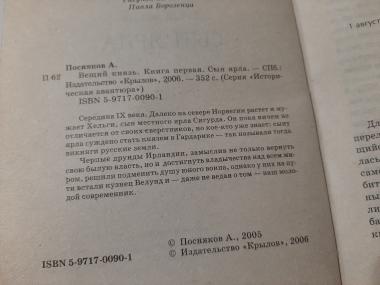 Павла Борозенца
Посняков А.
П 62 Вещий князь. Книга первая. Сын ярла. — СПб.:
Издательство «Крылов», 2006. — 352 с. (Серия «Истори-
ческая авантюра»)
ISBN 5-9717-0090-1
Середина IX века. Далеко на севере Норвегии растет и му-
жает Хельги, сын местного ярла Сигурда. Он пока ничем не
отличается от своих сверстников, но кое-кто уже знает: сыну
ярла суждено стать князем в Гардарике — так называли тогда
викинги русские земли.
Черные друиды Ирландии, замыслив не только вернуть
свою былую власть, но и достигнуть владычества над всем ми-
ром, решили подменить душу юного воина, однако у них на пу-
ти встали кузнец Велунд и — даже не ведая о том — наш моло-
дой современник.
© Посняков А., 2005
© Издательство «Крылов», 2006
ISBN 5-9717-0090-1
1 август